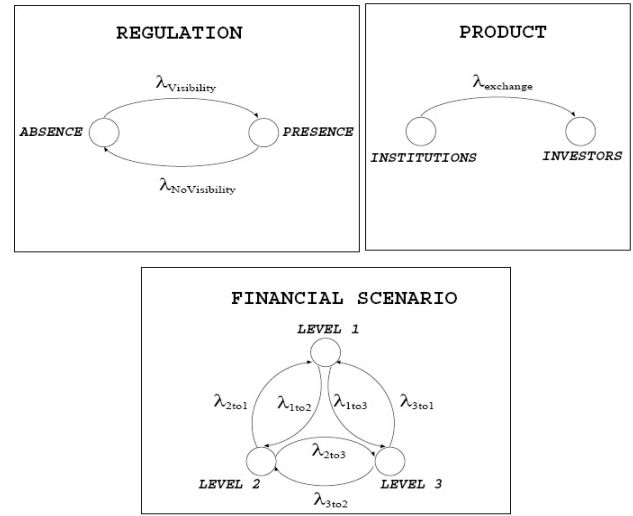 REGULATION
λVisibility
ABSENCE PRESENCE
λNoVisibility
PRODUCT
λexchange
INSTITUTIONS INVESTORS
FINANCIAL SCENARIO
LEVEL 1
λ2to1 λ1to2 λ1to3 λ3to1
λ2to3
LEVEL 2 LEVEL 3
λ3to2